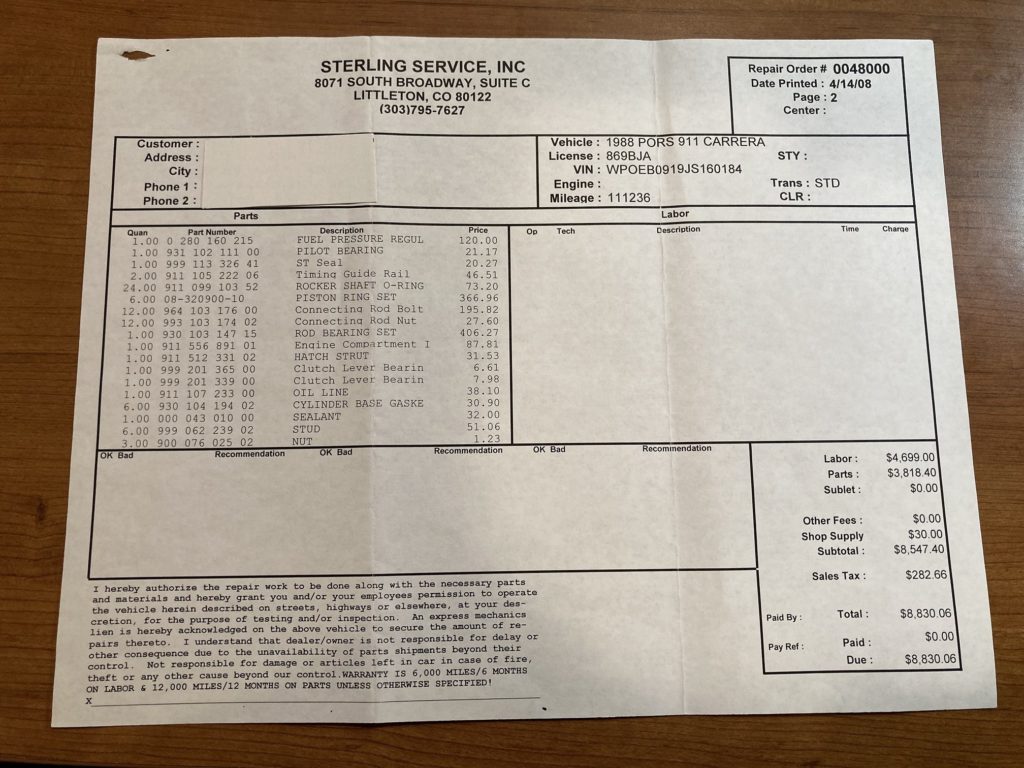 STERLING SERVICE, INC
8071 SOUTH BROADWAY, SUITE C
LITTLETON, CO 80122
(303)795-7627
Repair Order # 0048000
Date Printed : 4/14/08
Page : 2
Center :
Customer :
Address :
City :
Phone 1 :
Phone 2 :
Vehicle : 1988 PORS 911 CARRERA
License : 869BJA STY :
VIN : WPOEB0919JS160184
Engine : Trans : STD
Mileage : 111236 CLR :
Parts Labor
Quan Part Number Description Price Op Tech Description Time Charge
1.00 0 280 160 215 FUEL PRESSURE REGUL 120.00
1.00 931 102 111 00 PILOT BEARING 21.17
1.00 999 113 326 41 ST Seal 20.27
2.00 911 105 222 06 Timing Guide Rail 46.51
24.00 911 099 103 52 ROCKER SHAFT O-RING 73.20
6.00 08-320900-10 PISTON RING SET 366.96
12.00 964 103 176 00 Connecting Rod Bolt 195.82
12.00 993 103 174 02 Connecting Rod Nut 27.60
1.00 930 103 147 15 ROD BEARING SET 406.27
1.00 911 556 891 01 Engine Compartment I 87.81
1.00 911 512 331 02 HATCH STRUT 31.53
1.00 999 201 365 00 Clutch Lever Bearin 6.61
1.00 999 201 339 00 Clutch Lever Bearin 7.98
1.00 911 107 233 00 OIL LINE 38.10
6.00 930 104 194 02 CYLINDER BASE GASKE 30.90
1.00 000 043 010 00 SEALANT 32.00
6.00 999 062 239 02 STUD 51.06
3.00 900 076 025 02 NUT 1.23
OK Bad Recommendation OK Bad Recommendation OK Bad Recommendation
Labor : $4,699.00
Parts : $3,818.40
Sublet : $0.00
Other Fees : $0.00
Shop Supply $30.00
Subtotal : $8,547.40
Sales Tax : $282.66
Paid By : Total : $8,830.06
Pay Ref : Paid : $0.00
Due : $8,830.06
I hereby authorize the repair work to be done along with the necessary parts
and materials and hereby grant you and/or your employees permission to operate
the vehicle herein described on streets, highways or elsewhere, at your des-
cretion, for the purpose of testing and/or inspection. An express mechanics
lien is hereby acknowledged on the above vehicle to secure the amount of re-
pairs thereto. I understand that dealer/owner is not responsible for delay or
other consequence due to the unavailability of parts shipments beyond their
control. Not responsible for damage or articles left in car in case of fire,
theft or any other cause beyond our control.WARRANTY IS 6,000 MILES/6 MONTHS
ON LABOR & 12,000 MILES/12 MONTHS ON PARTS UNLESS OTHERWISE SPECIFIED!
X